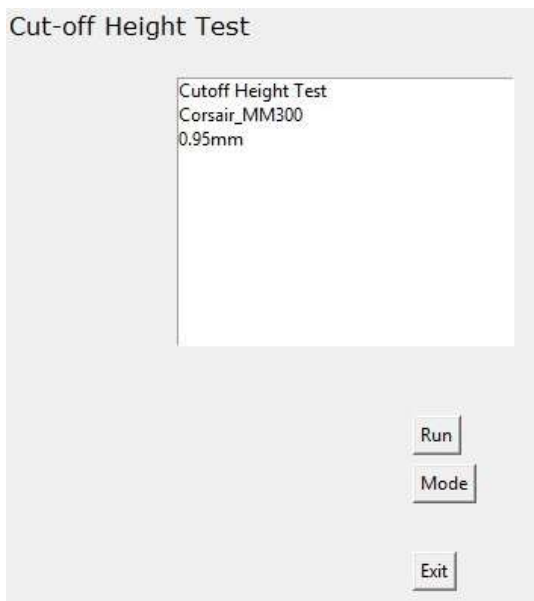 Cut-off Height Test
Cutoff Height Test
Corsair_MM300
0.95mm
Run
Mode
Exit